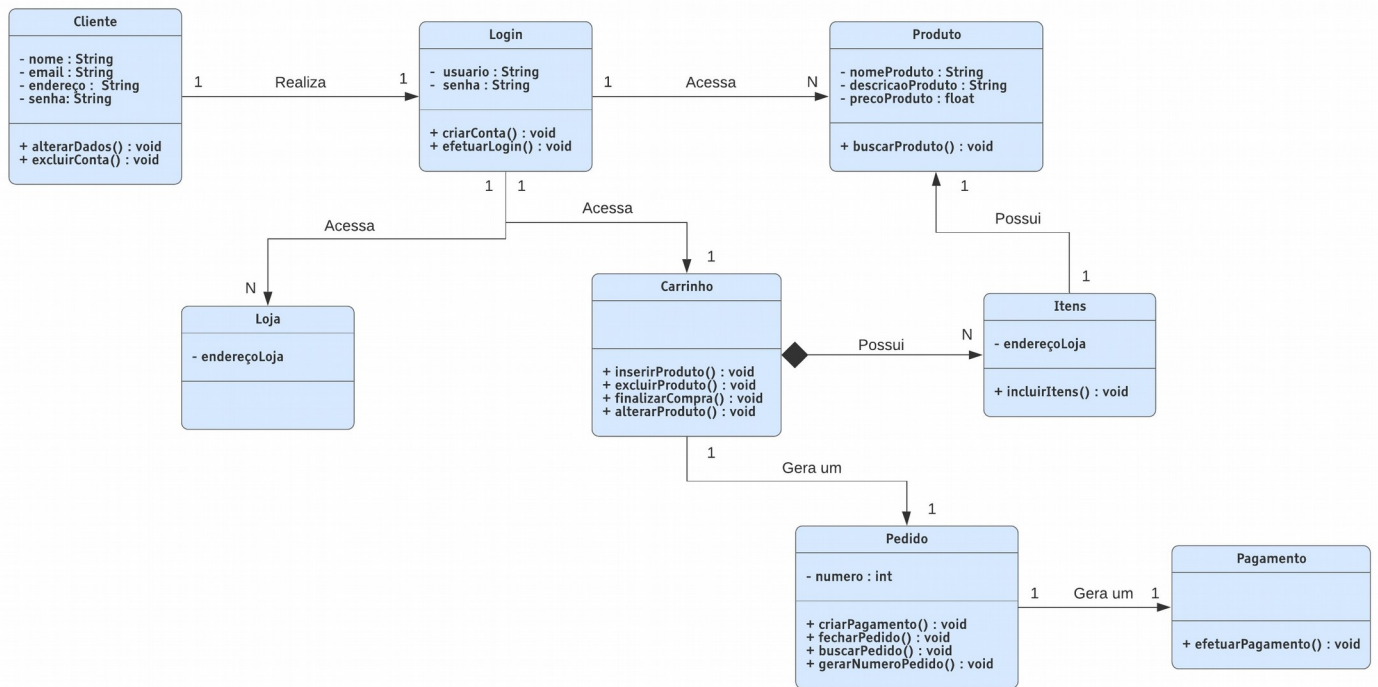 Cliente
- nome : String
- email : String
- endereço : String
- senha: String
+ alterarDados() : void
+ excluirConta() : void
1
Realiza
1
Login
- usuario : String
- senha : String
+ criarConta() : void
+ efetuarLogin() : void
1
Acessa
N
Produto
- nomeProduto : String
- descricaoProduto : String
- precoProduto : float
+ buscarProduto() : void
1
1
Acessa
N
Acessa
1
1
Possui
1
Loja
- endereçoLoja
Carrinho
+ inserirProduto() : void
+ excluirProduto() : void
+ finalizarCompra() : void
+ alterarProduto() : void
Possui
N
Itens
- endereçoLoja
+ incluirItens() : void
1
Gera um
1
Pedido
- numero : int
+ criarPagamento() : void
+ fecharPedido() : void
+ buscarPedido() : void
+ gerarNumeroPedido() : void
1
Gera um
1
Pagamento
+ efetuarPagamento() : void